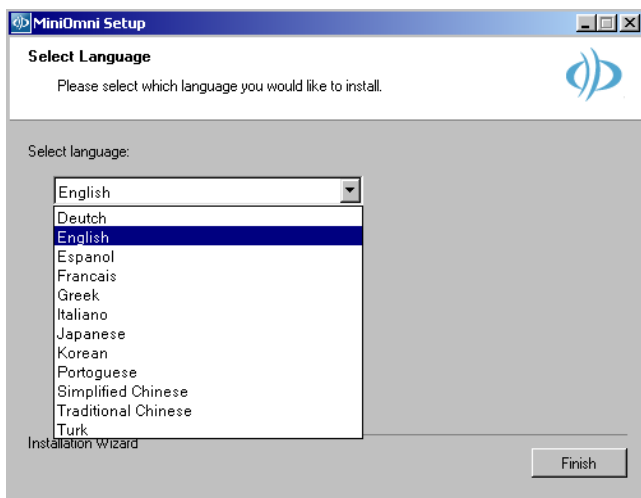 MiniOmni Setup
Select Language
Please select which language you would like to install.
Select language:
English
Deutch
English
Espanol
Francais
Greek
Italiano
Japanese
Korean
Portoguese
Simplified Chinese
Traditional Chinese
Turk
Installation Wizard
Finish